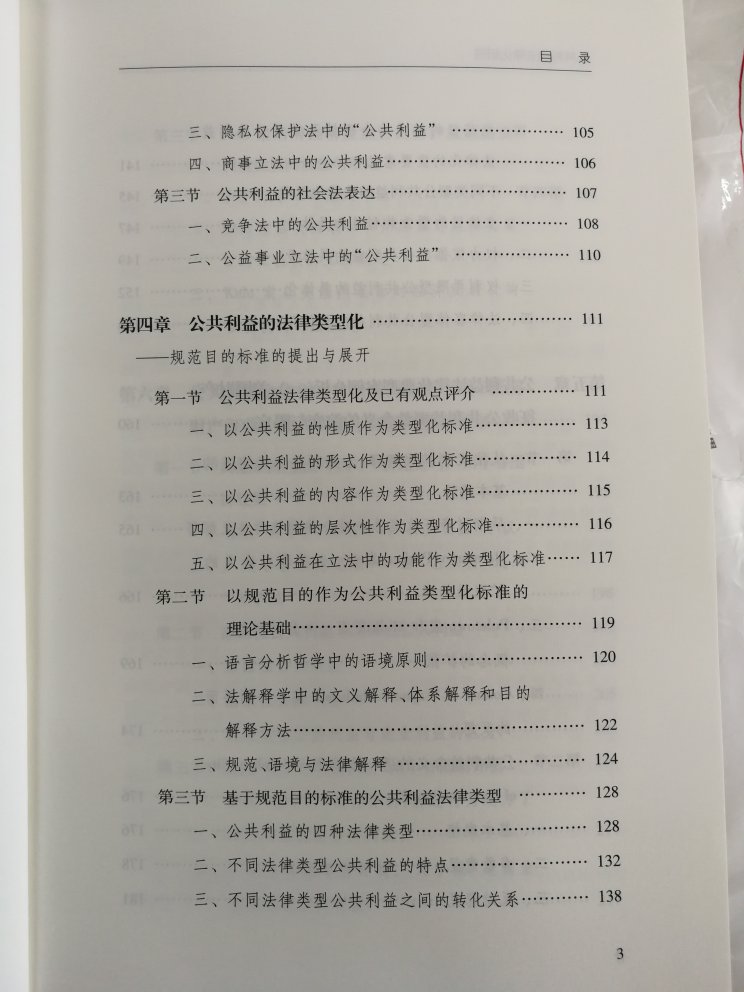 目 录
三、隐私权保护法中的“公共利益” ………………… 105
四、商事立法中的公共利益………………………… 106
第三节 公共利益的社会法表达 ………………………… 107
一、竞争法中的公共利益…………………………… 108
二、公益事业立法中的“公共利益” ………………… 110
第四章 公共利益的法律类型化 …………………………… 111
——规范目的标准的提出与展开
第一节 公共利益法律类型化及已有观点评介 ………… 111
一、以公共利益的性质作为类型化标准…………… 113
二、以公共利益的形式作为类型化标准…………… 114
三、以公共利益的内容作为类型化标准…………… 115
四、以公共利益的层次性作为类型化标准………… 116
五、以公共利益在立法中的功能作为类型化标准…… 117
第二节 以规范目的作为公共利益类型化标准的
理论基础………………………………………… 119
一、语言分析哲学中的语境原则…………………… 120
二、法解释学中的文义解释、体系解释和目的
解释方法………………………………………… 122
三、规范、语境与法律解释 ………………………… 124
第三节 基于规范目的标准的公共利益法律类型 ………… 128
一、公共利益的四种法律类型……………………… 128
二、不同法律类型公共利益的特点………………… 132
三、不同法律类型公共利益之间的转化关系………… 138
3